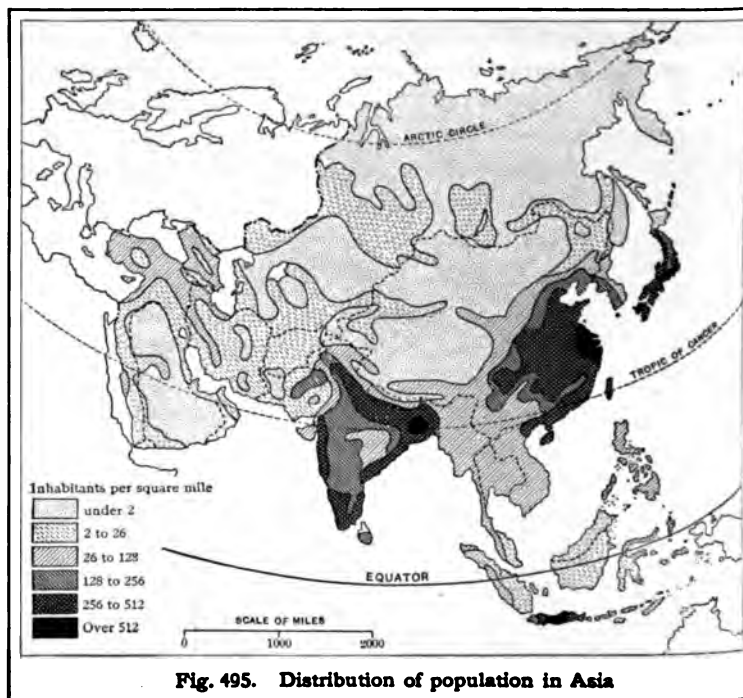 ARCTIC CIRCLE
TROPIC OF CANCER
Inhabitants per square mile
under 2
2 to 26
26 to 128
128 to 256
256 to 512
Over 512
EQUATOR
SCALE OF MILES
0 1000 2000
Fig. 495. Distribution of population in Asia